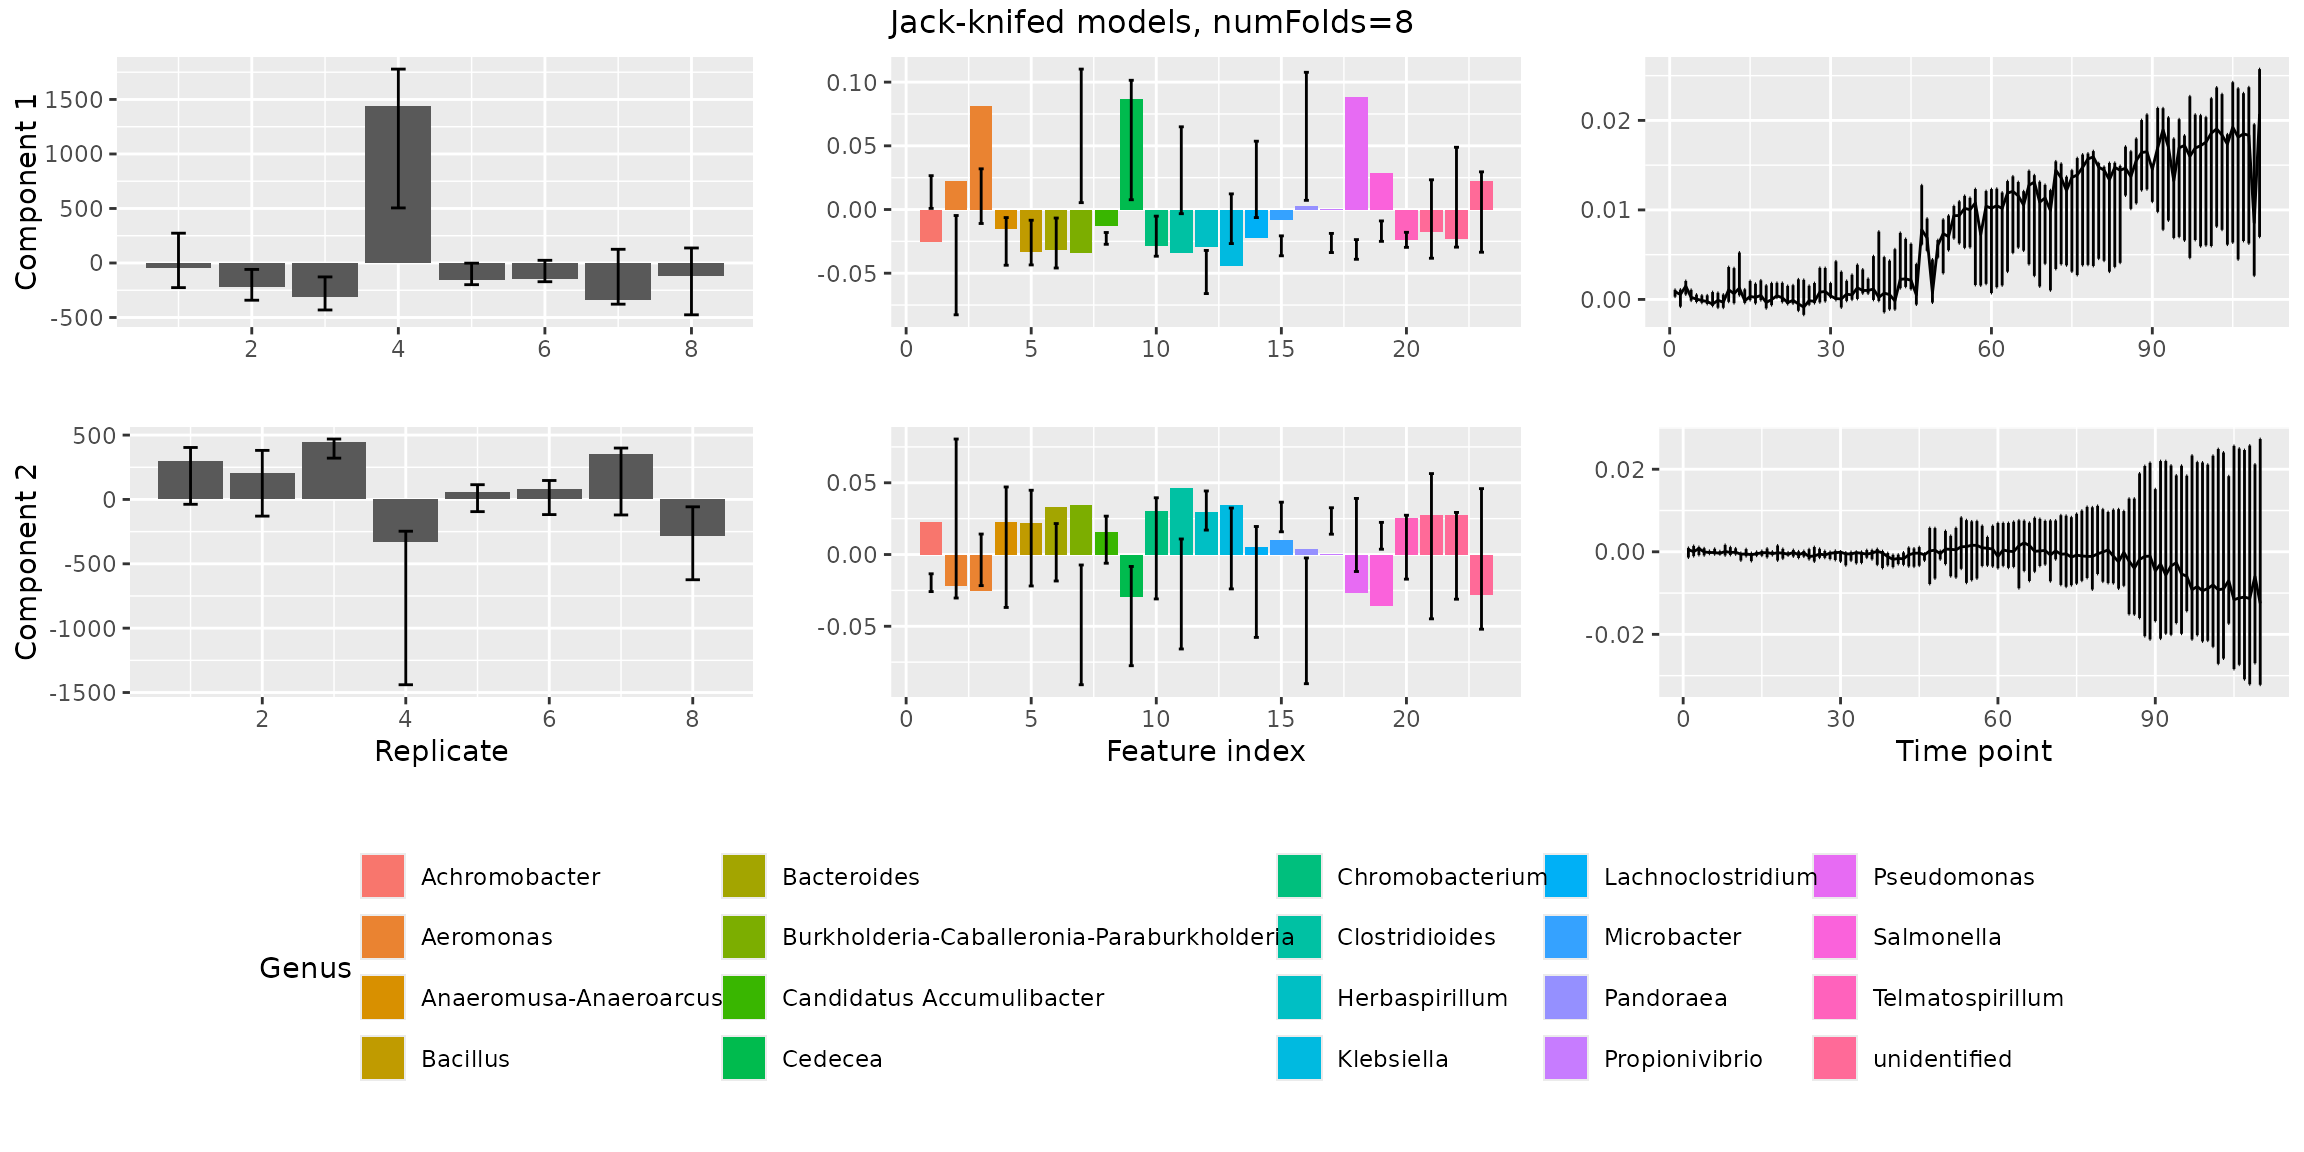 Jack-knifed models, numFolds=8
Component 1
1500
1000
500
0
-500
2 4 6 8
0.10
0.05
0.00
-0.05
0 5 10 15 20
0.02
0.01
0.00
0 30 60 90
Component 2
500
0
-500
-1000
-1500
2 4 6 8
Replicate
0.05
0.00
-0.05
0 5 10 15 20
Feature index
0.02
0.00
-0.02
0 30 60 90
Time point
Genus
Achromobacter
Aeromonas
Anaeromusa-Anaeroarcus
Bacillus
Bacteroides
Burkholderia-Caballeronia-Paraburkholderia
Candidatus Accumulibacter
Cedecea
Chromobacterium
Clostridioides
Herbaspirillum
Klebsiella
Lachnoclostridium
Microbacter
Pandoraea
Propionivibrio
Pseudomonas
Salmonella
Telmatospirillum
unidentified